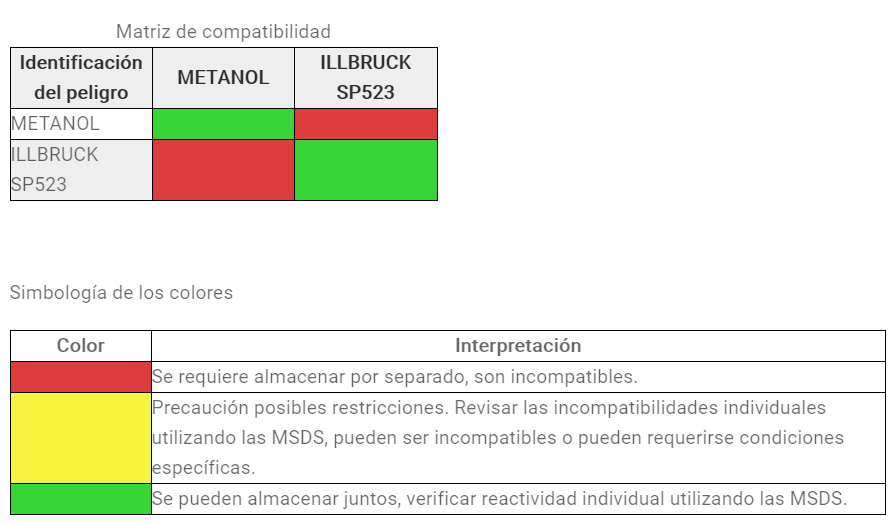 Matriz de compatibilidad
Identificación
del peligro
METANOL
ILLBRUCK
SP523
METANOL
ILLBRUCK
SP523
Simbología de los colores
Color
Interpretación
Se requiere almacenar por separado, son incompatibles.
Precaución posibles restricciones. Revisar las incompatibilidades individuales
utilizando las MSDS, pueden ser incompatibles o pueden requerirse condiciones
específicas.
Se pueden almacenar juntos, verificar reactividad individual utilizando las MSDS.